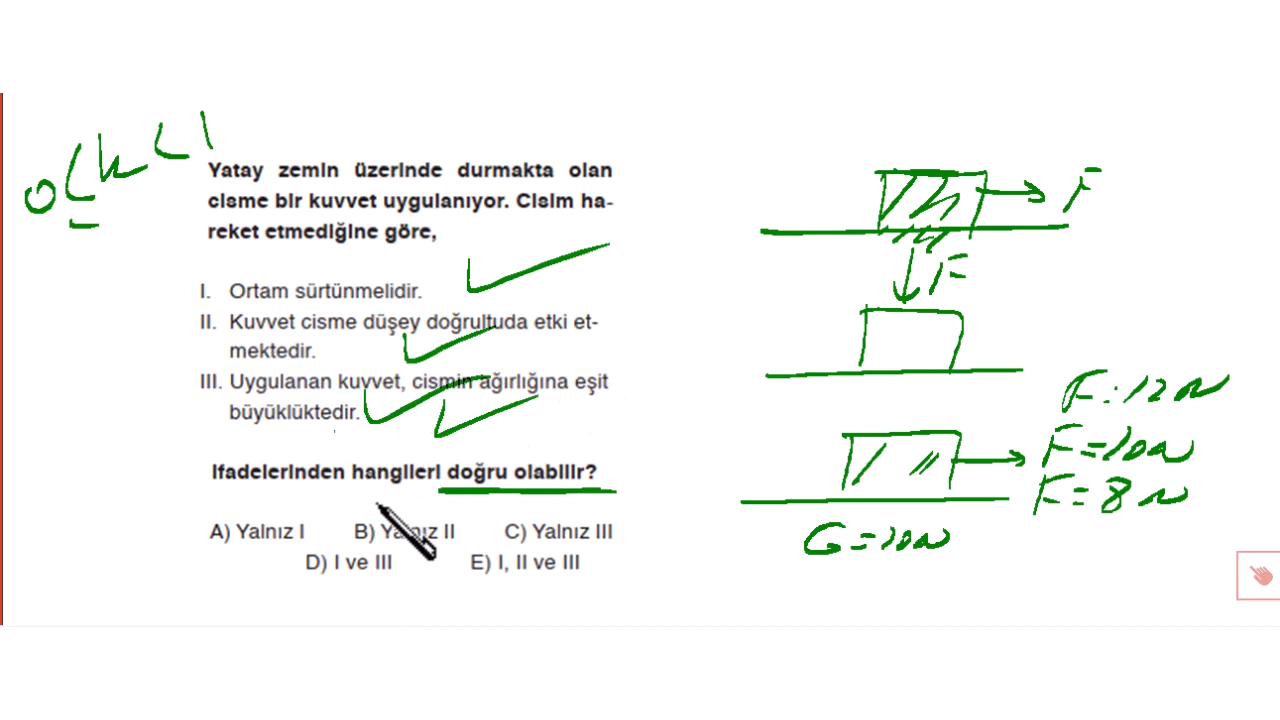 Yatay zemin üzerinde durmakta olan
cisme bir kuvvet uygulanıyor. Cisim ha-
reket etmediğine göre,
I. Ortam sürtünmelidir.
II. Kuvvet cisme düşey doğrultuda etki et-
mektedir.
III. Uygulanan kuvvet, cismin ağırlığına eşit
büyüklüktedir.
ifadelerinden hangileri doğru olabilir?
A) Yalnız I B) Yalnız II C) Yalnız III
D) I ve III E) I, II ve III
F
F
F:12N
F=10N
F=8N
G=10N